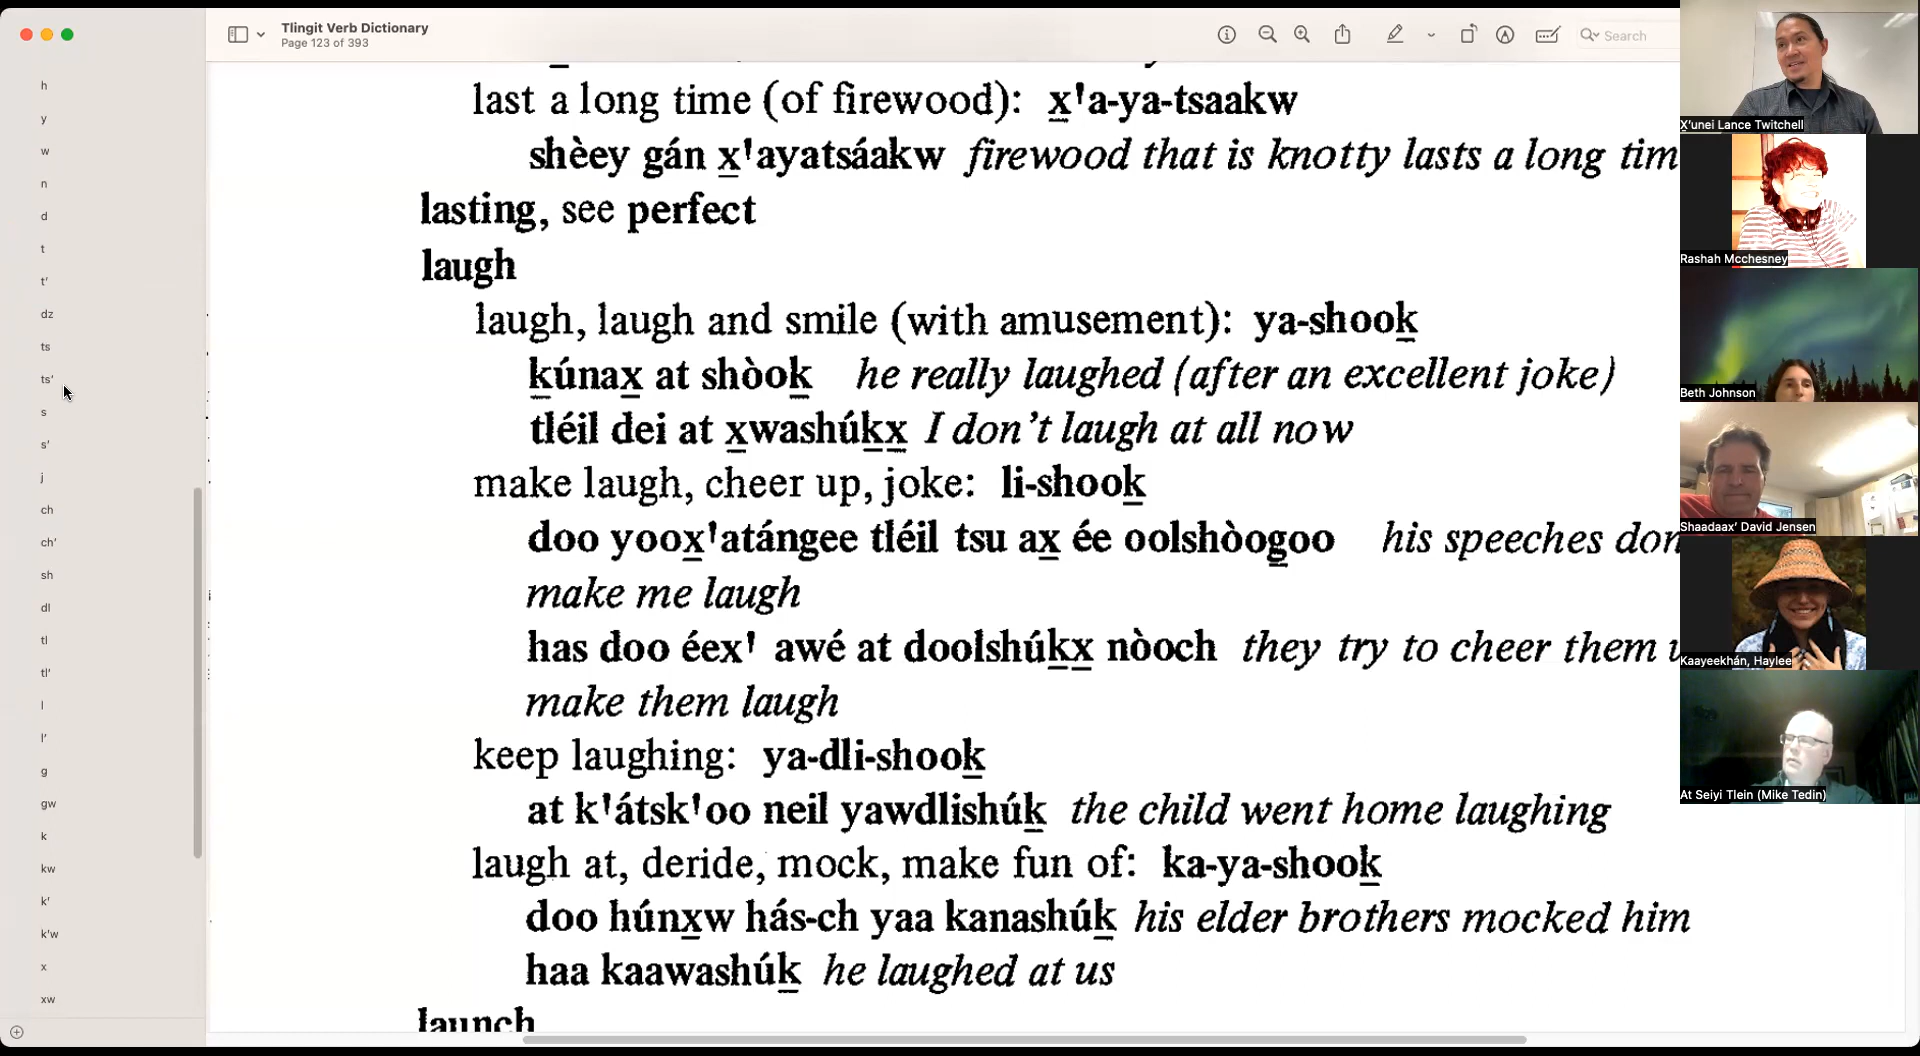 Tlingit Verb Dictionary
Page 123 of 393
Search
h
y
w
n
d
t
t'
dz
ts
ts'
s
s'
j
ch
ch'
sh
dl
tl
tl'
l
l'
g
gw
k
kw
k'
k'w
x
xw
last a long time (of firewood): x̲'a-ya-tsaakw
shèey gán x̲'ayatsáakw firewood that is knotty lasts a long tim
lasting, see perfect
laugh
laugh, laugh and smile (with amusement): ya-shook̲
k̲únax̲ at shòok̲ he really laughed (after an excellent joke)
tléil dei at x̲washúk̲x̲ I don't laugh at all now
make laugh, cheer up, joke: li-shook̲
doo yoox̲'atángee tléil tsu ax̲ ée oolshòog̲oo his speeches don
make me laugh
has doo éex' awé at doolshúk̲x̲ nòoch they try to cheer them
make them laugh
keep laughing: ya-dli-shook̲
at k'átsk'oo neil yawdlishúk̲ the child went home laughing
laugh at, deride, mock, make fun of: ka-ya-shook̲
doo húnx̲w hás-ch yaa kanashúk̲ his elder brothers mocked him
haa kaawashúk̲ he laughed at us
launch
X̱'unei Lance Twitchell
Rashah Mcchesney
Beth Johnson
Shaadaax' David Jensen
Kaayeekhán, Haylee
At Seiyi Tlein (Mike Tedin)